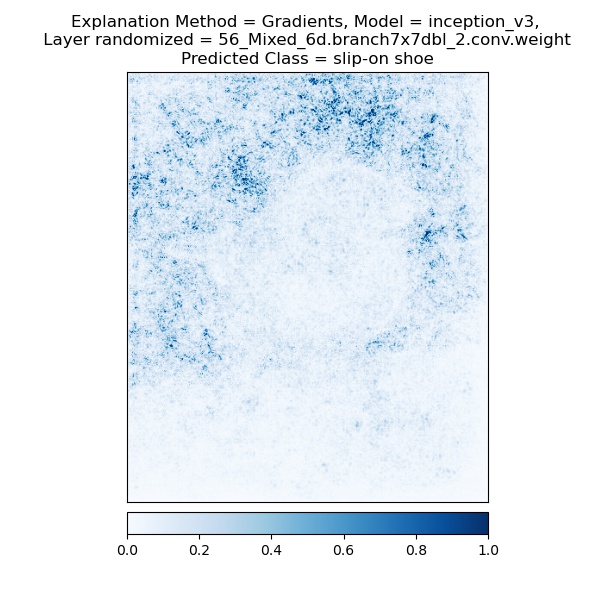 Explanation Method = Gradients, Model = inception_v3,
Layer randomized = 56_Mixed_6d.branch7x7dbl_2.conv.weight
Predicted Class = slip-on shoe
0.0 0.2 0.4 0.6 0.8 1.0